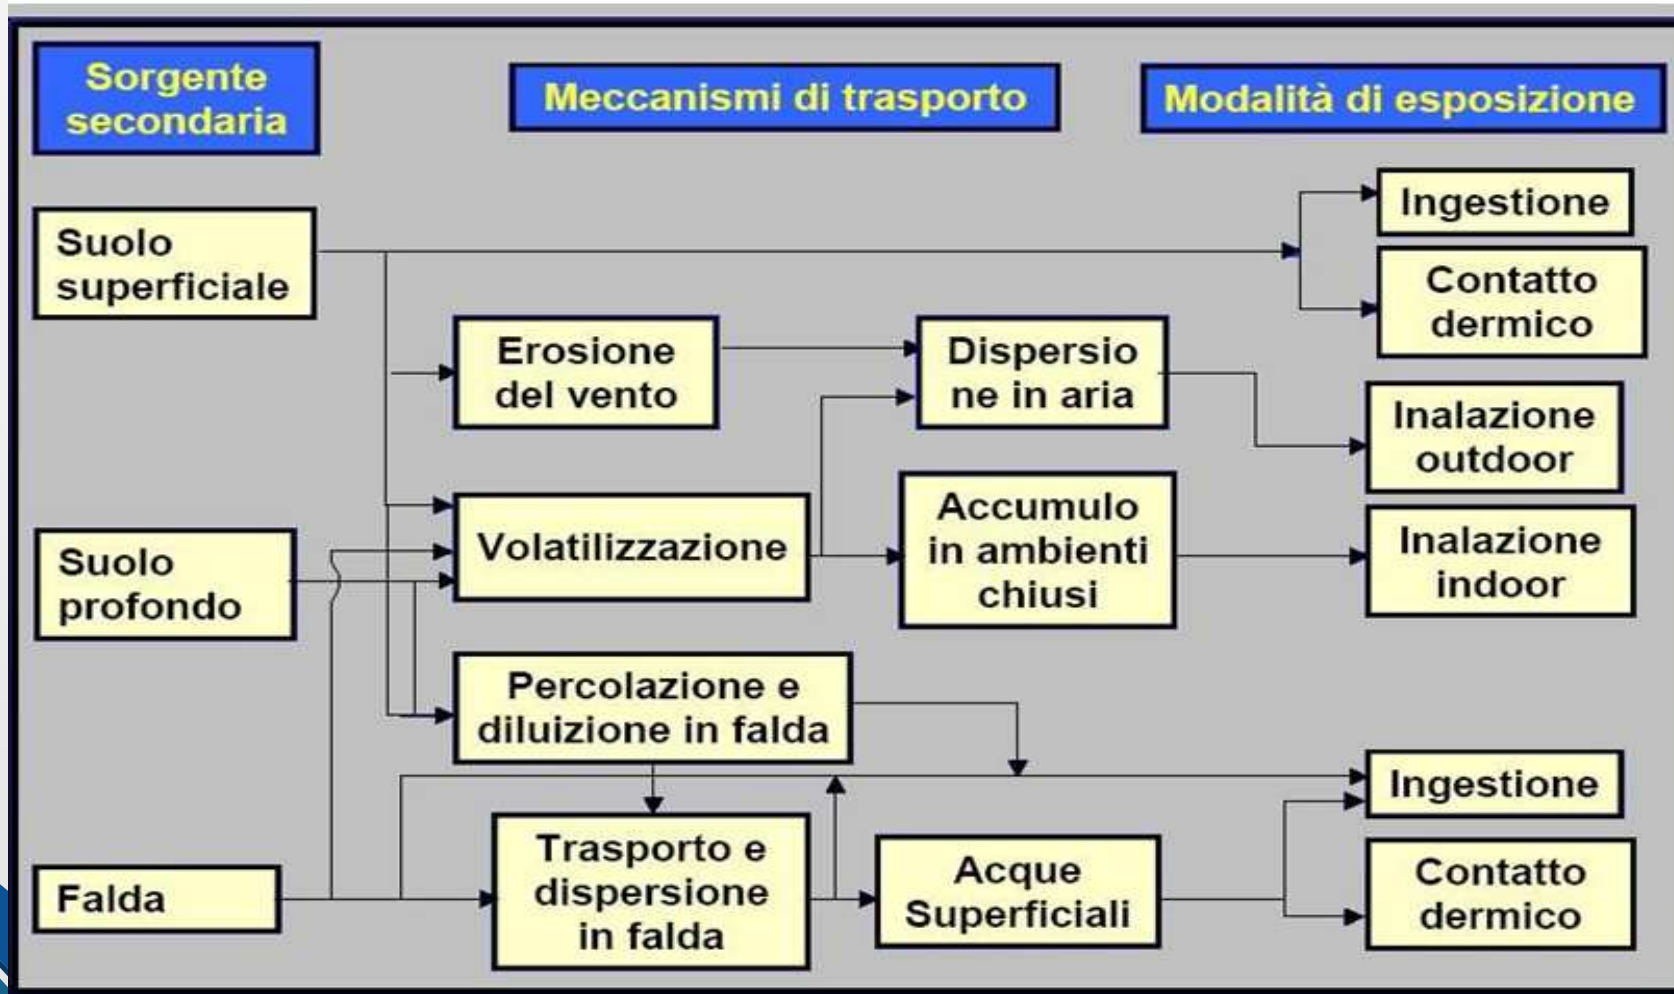 Sorgente
secondaria
Meccanismi di trasporto
Modalità di esposizione
Suolo
superficiale
Ingestione
Contatto
dermico
Erosione
del vento
Dispersio
ne in aria
Inalazione
outdoor
Suolo
profondo
Volatilizzazione
Accumulo
in ambienti
chiusi
Inalazione
indoor
Percolazione e
diluizione in falda
Ingestione
Falda
Trasporto e
dispersione
in falda
Acque
Superficiali
Contatto
dermico